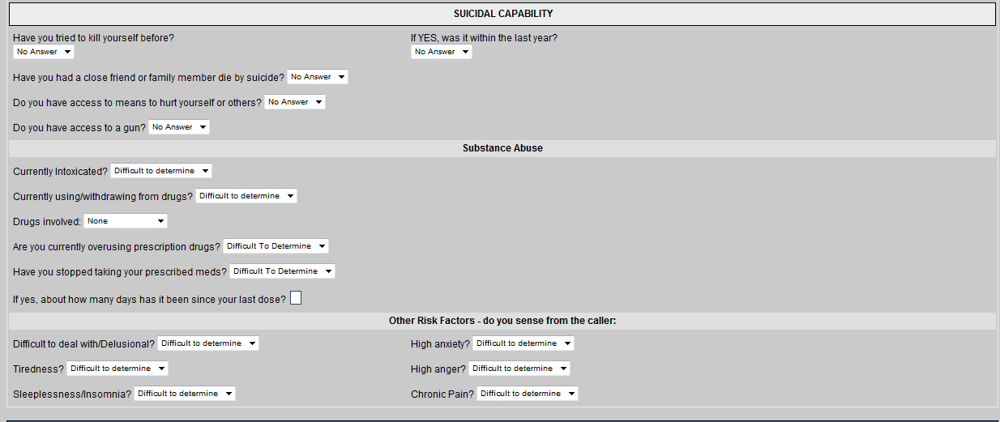 SUICIDAL CAPABILITY
Have you tried to kill yourself before? If YES, was it within the last year?
No Answer No Answer
Have you had a close friend or family member die by suicide? No Answer
Do you have access to means to hurt yourself or others? No Answer
Do you have access to a gun? No Answer
Substance Abuse
Currently Intoxicated? Difficult to determine
Currently using/withdrawing from drugs? Difficult to determine
Drugs involved: None
Are you currently overusing prescription drugs? Difficult To Determine
Have you stopped taking your prescribed meds? Difficult To Determine
If yes, about how many days has it been since your last dose?
Other Risk Factors - do you sense from the caller:
Difficult to deal with/Delusional? Difficult to determine High anxiety? Difficult to determine
Tiredness? Difficult to determine High anger? Difficult to determine
Sleeplessness/Insomnia? Difficult to determine Chronic Pain? Difficult to determine